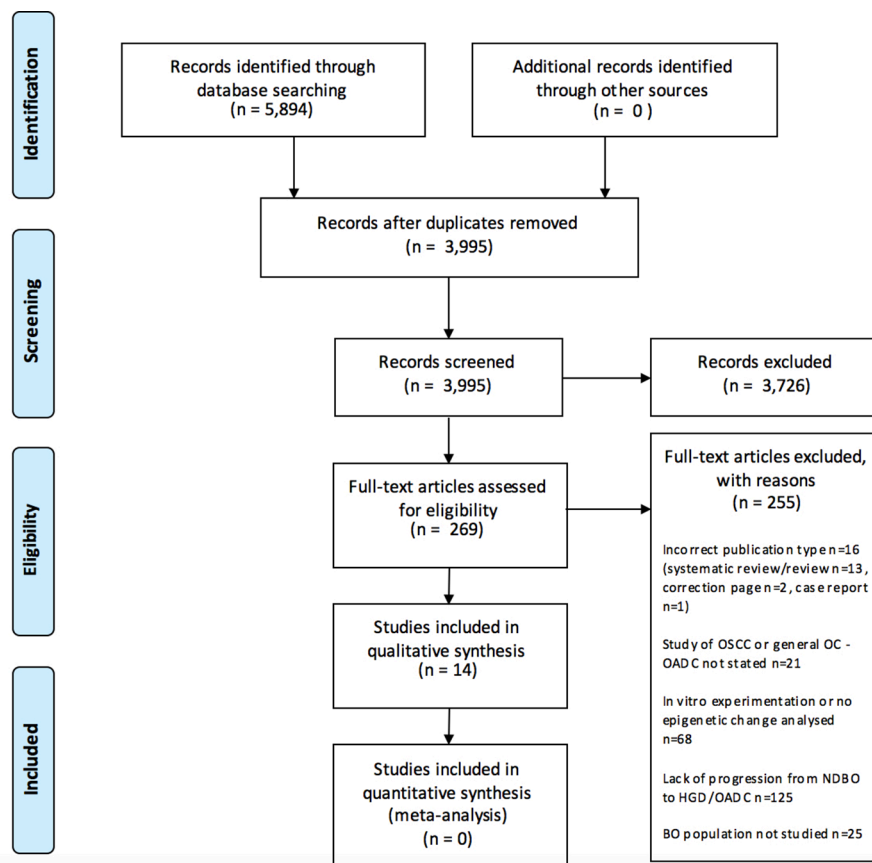 Identification
Records identified through
database searching
(n = 5,894)
Additional records identified
through other sources
(n = 0 )
Records after duplicates removed
(n = 3,995)
Screening
Records screened
(n = 3,995)
Records excluded
(n = 3,726)
Eligibility
Full-text articles assessed
for eligibility
(n = 269)
Full-text articles excluded,
with reasons
(n = 255)
Incorrect publication type n=16
(systematic review/review n=13,
correction page n=2, case report
n=1)
Study of OSCC or general OC -
OADC not stated n=21
In vitro experimentation or no
epigenetic change analysed
n=68
Lack of progression from NDBO
to HGD/OADC n=125
BO population not studied n=25
Studies included in
qualitative synthesis
(n = 14)
Included
Studies included in
quantitative synthesis
(meta-analysis)
(n = 0)